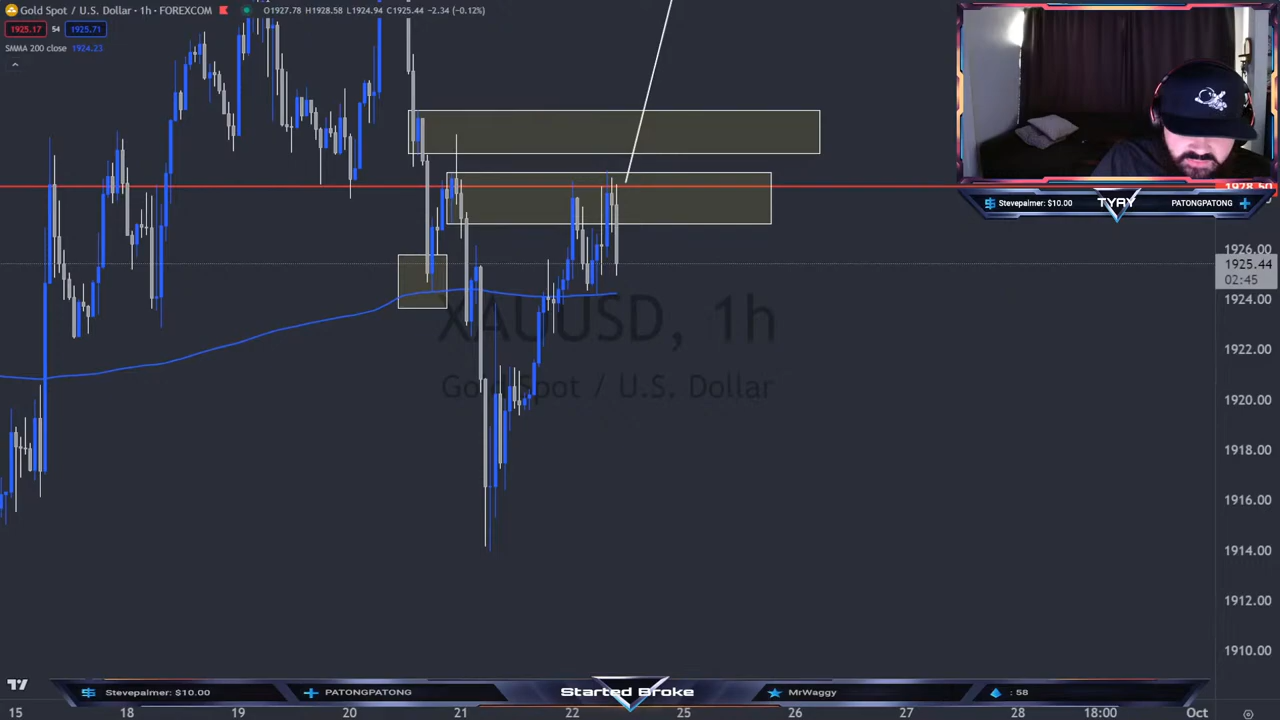 Gold Spot / U.S. Dollar · 1h · FOREXCOM
O1927.78 H1928.58 L1924.94 C1925.44 −2.34 (−0.12%)
1925.17 54 1925.71
SMMA 200 close 1924.23
Stevepalmer: $10.00
TYAY
PATONGPATONG
1928.50
1926.00
1925.44
02:45
1924.00
1922.00
1920.00
1918.00
1916.00
1914.00
1912.00
1910.00
XAUUSD, 1h
Gold Spot / U.S. Dollar
Stevepalmer: $10.00
PATONGPATONG
Started Broke
MrWaggy
: 58
15 18 19 20 21 22 25 26 27 28 18:00 Oct